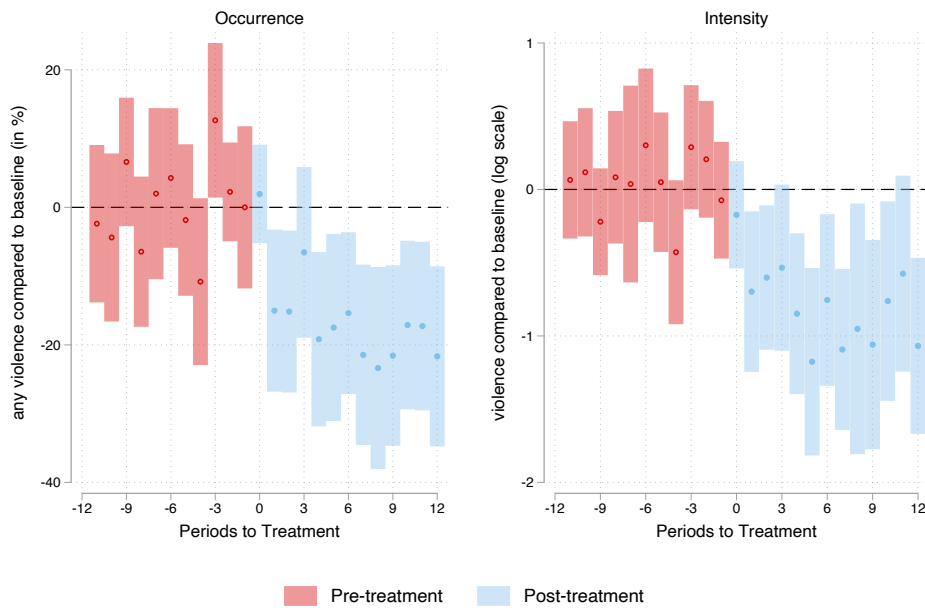 Occurrence
any violence compared to baseline (in %)
20
0
-20
-40
-12 -9 -6 -3 0 3 6 9 12
Periods to Treatment
Intensity
violence compared to baseline (log scale)
1
0
-1
-2
-12 -9 -6 -3 0 3 6 9 12
Periods to Treatment
Pre-treatment Post-treatment